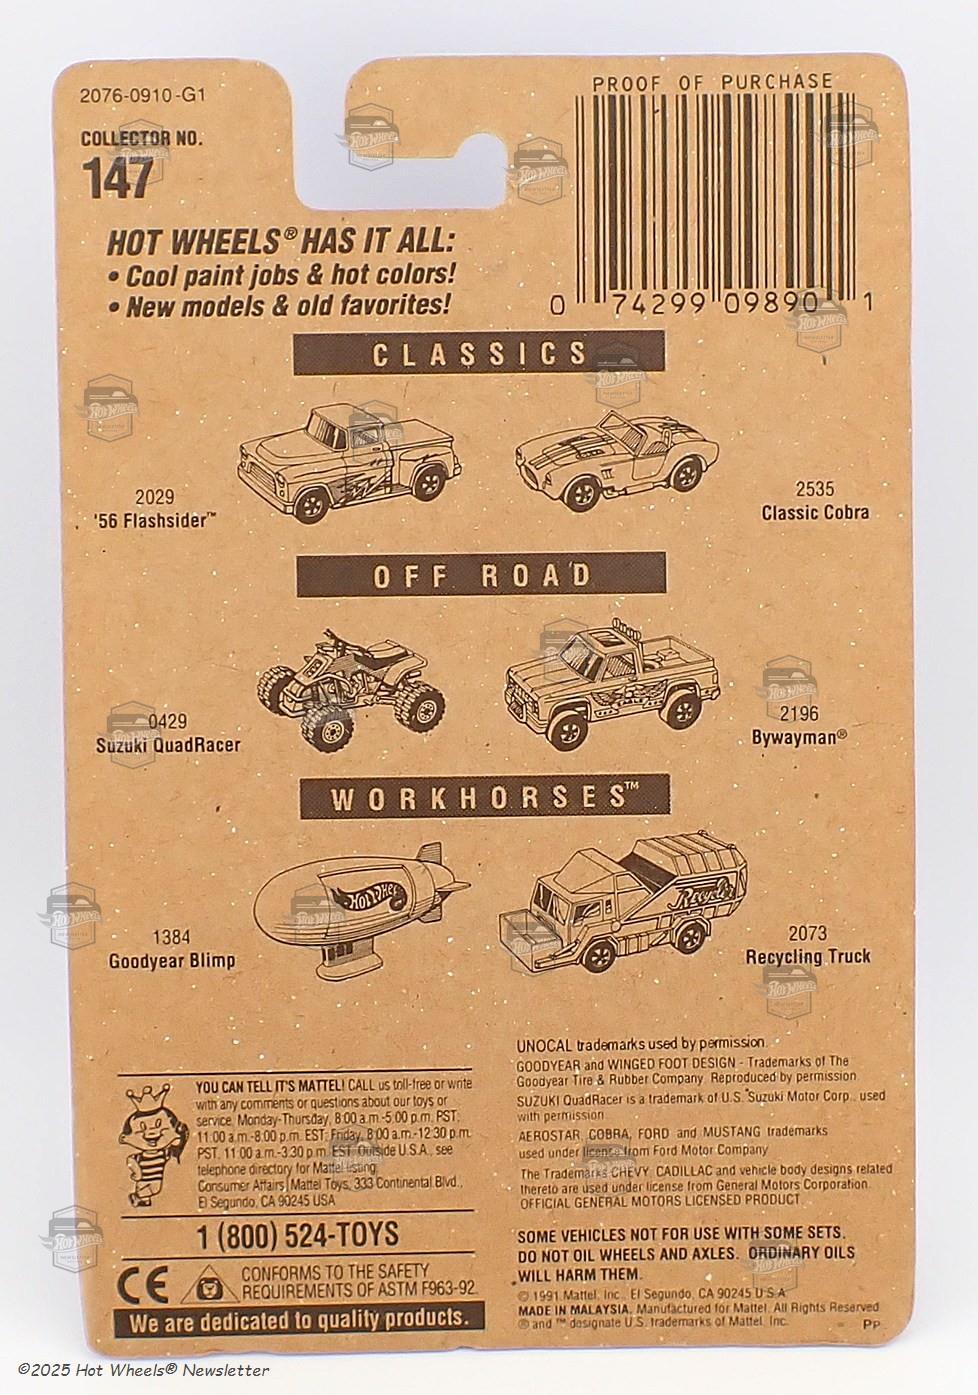 2076-0910-G1
COLLECTOR NO.
147
PROOF OF PURCHASE
0 74299 09890 1
HOT WHEELS® HAS IT ALL:
• Cool paint jobs & hot colors!
• New models & old favorites!
CLASSICS
2029
'56 Flashsider™
2535
Classic Cobra
OFF ROAD
0429
Suzuki QuadRacer
2196
Bywayman®
WORKHORSES™
Hot Wheels
Recycler
1384
Goodyear Blimp
2073
Recycling Truck
YOU CAN TELL IT'S MATTEL! CALL us toll-free or write
with any comments or questions about our toys or
service. Monday-Thursday, 8:00 a.m.-5:00 p.m. PST;
11:00 a.m.-8:00 p.m. EST; Friday, 8:00 a.m.-12:30 p.m.
PST, 11:00 a.m.-3:30 p.m. EST. Outside U.S.A., see
telephone directory for Mattel listing.
Consumer Affairs, Mattel Toys, 333 Continental Blvd.,
El Segundo, CA 90245 USA
1 (800) 524-TOYS
CE
CONFORMS TO THE SAFETY
REQUIREMENTS OF ASTM F963-92.
We are dedicated to quality products.
UNOCAL trademarks used by permission.
GOODYEAR and WINGED FOOT DESIGN - Trademarks of The
Goodyear Tire & Rubber Company. Reproduced by permission.
SUZUKI QuadRacer is a trademark of U.S. Suzuki Motor Corp., used
with permission.
AEROSTAR, COBRA, FORD and MUSTANG trademarks
used under license from Ford Motor Company
The Trademarks CHEVY, CADILLAC and vehicle body designs related
thereto are used under license from General Motors Corporation.
OFFICIAL GENERAL MOTORS LICENSED PRODUCT.
SOME VEHICLES NOT FOR USE WITH SOME SETS.
DO NOT OIL WHEELS AND AXLES. ORDINARY OILS
WILL HARM THEM.
© 1991 Mattel, Inc., El Segundo, CA 90245 U.S.A.
MADE IN MALAYSIA. Manufactured for Mattel. All Rights Reserved.
® and ™ designate U.S. trademarks of Mattel, Inc.
PP
©2025 Hot Wheels® Newsletter